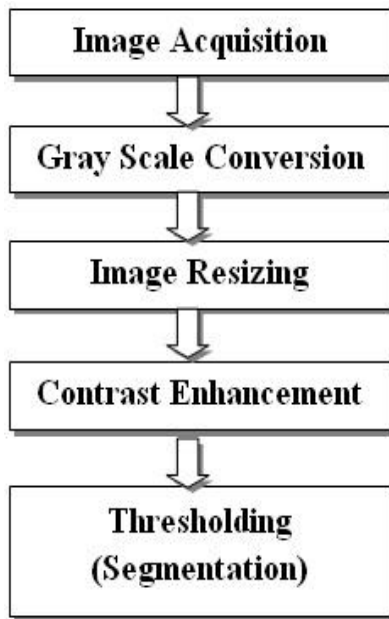 Image Acquisition
Gray Scale Conversion
Image Resizing
Contrast Enhancement
Thresholding
(Segmentation)